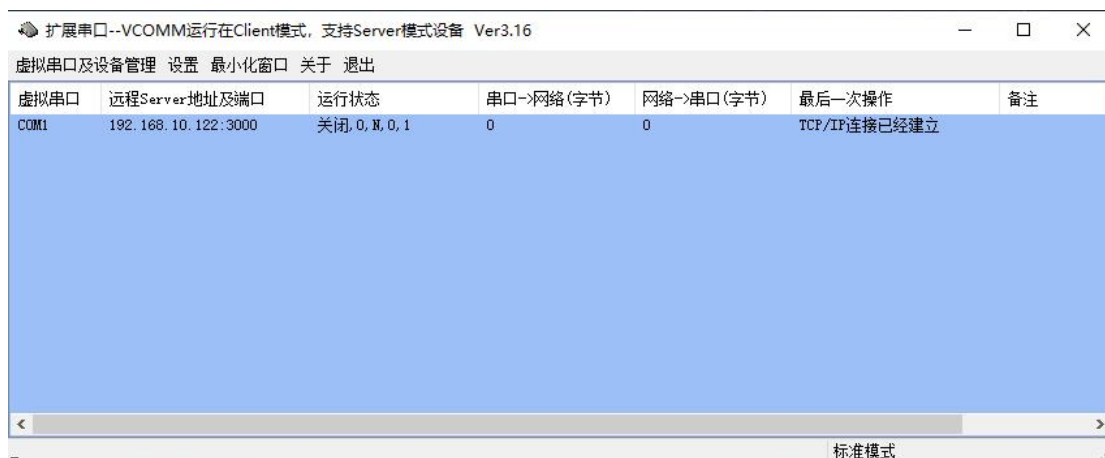 扩展串口--VCOMM运行在Client模式，支持Server模式设备 Ver3.16
虚拟串口及设备管理 设置 最小化窗口 关于 退出
虚拟串口 远程Server地址及端口 运行状态 串口->网络(字节) 网络->串口(字节) 最后一次操作 备注
COM1 192.168.10.122:3000 关闭,0,N,0,1 0 0 TCP/IP连接已经建立
标准模式